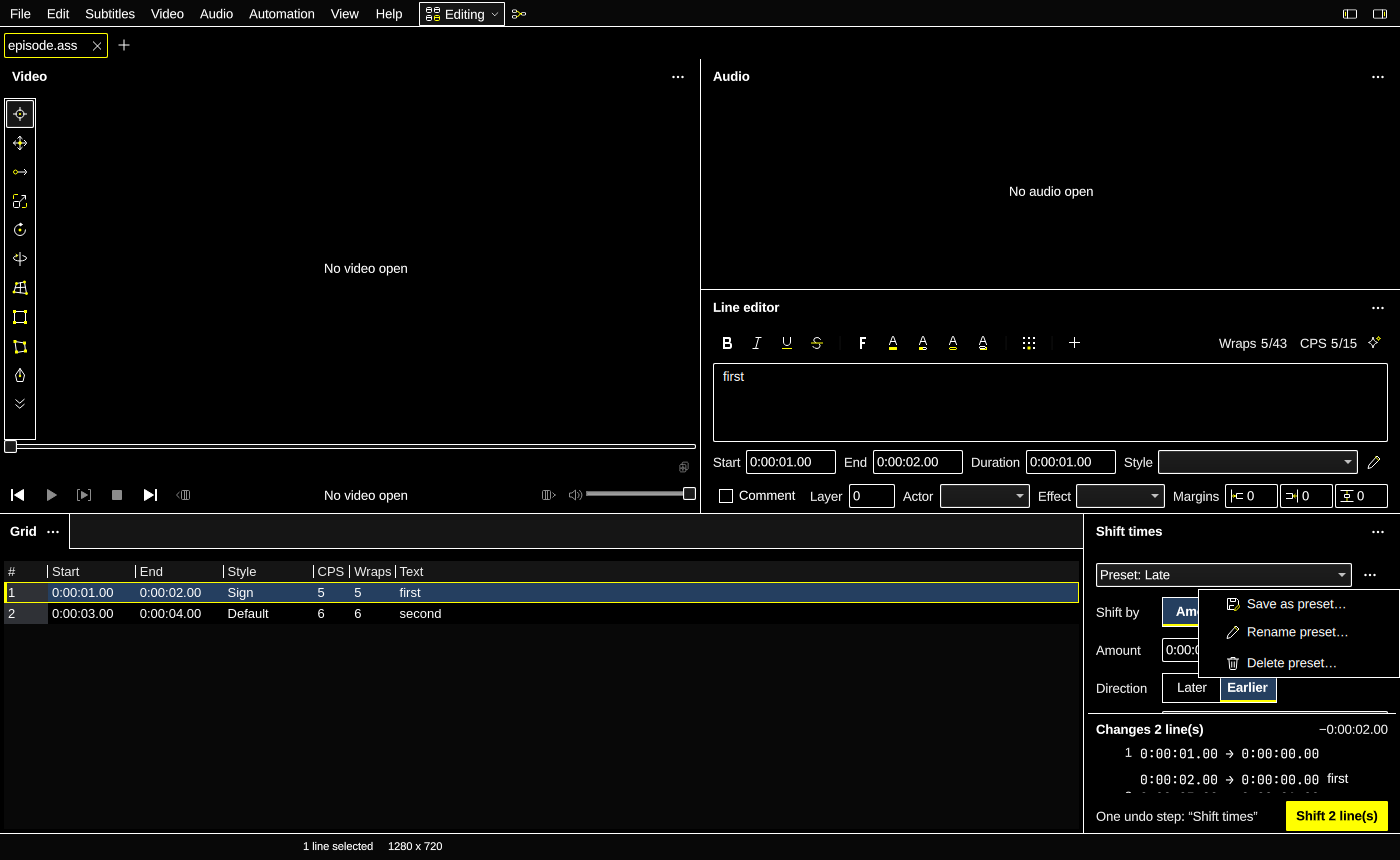 File Edit Subtitles Video Audio Automation View Help Editing
episode.ass
Video
Audio
No video open
No audio open
Line editor
B I U S F A A A A Wraps 5/43 CPS 5/15
first
Start 0:00:01.00 End 0:00:02.00 Duration 0:00:01.00 Style
Comment Layer 0 Actor Effect Margins 0 0 0
No video open
Grid
# Start End Style CPS Wraps Text
1 0:00:01.00 0:00:02.00 Sign 5 5 first
2 0:00:03.00 0:00:04.00 Default 6 6 second
Shift times
Preset: Late
Save as preset…
Rename preset…
Delete preset…
Shift by
Amount
Direction Later Earlier
Changes 2 line(s) −0:00:02.00
1 0:00:01.00 → 0:00:00.00
0:00:02.00 → 0:00:00.00 first
One undo step: “Shift times” Shift 2 line(s)
1 line selected 1280 x 720